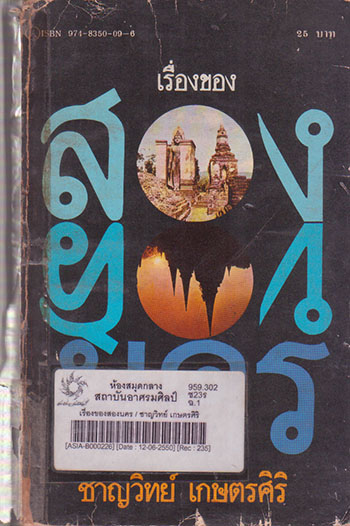 ISBN 974-8350-09-6
25 บาท
เรื่องของ
สอง
นคร
ห้องสมุดกลาง
สถาบันอาศรมศิลป์
959.302
ช23ร
ฉ.1
เรื่องของสองนคร / ชาญวิทย์ เกษตรศิริ
[ASIA-B000226] [Date : 12-06-2550] [Rec : 235]
ชาญวิทย์ เกษตรศิริ